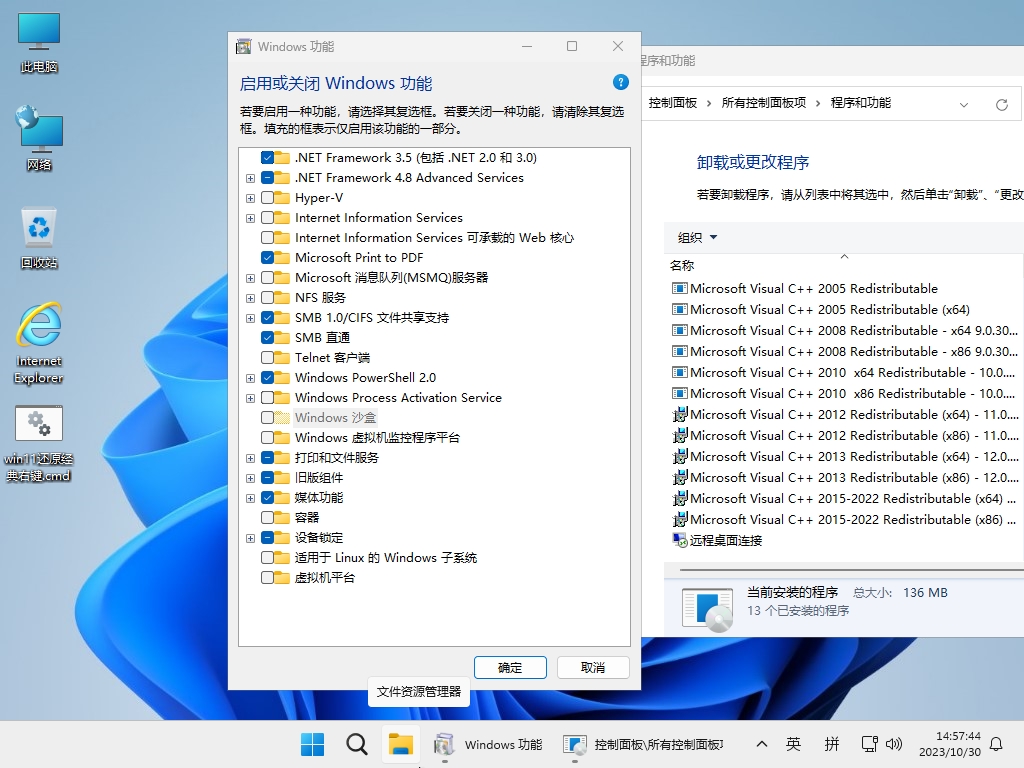 此电脑
网络
回收站
Internet
Explorer
win11还原经
典右键.cmd
Windows 功能
启用或关闭 Windows 功能
若要启用一种功能，请选择其复选框。若要关闭一种功能，请清除其复选
框。填充的框表示仅启用该功能的一部分。
.NET Framework 3.5 (包括 .NET 2.0 和 3.0)
.NET Framework 4.8 Advanced Services
Hyper-V
Internet Information Services
Internet Information Services 可承载的 Web 核心
Microsoft Print to PDF
Microsoft 消息队列(MSMQ)服务器
NFS 服务
SMB 1.0/CIFS 文件共享支持
SMB 直通
Telnet 客户端
Windows PowerShell 2.0
Windows Process Activation Service
Windows 沙盒
Windows 虚拟机监控程序平台
打印和文件服务
旧版组件
媒体功能
容器
设备锁定
适用于 Linux 的 Windows 子系统
虚拟机平台
确定
取消
文件资源管理器
程序和功能
控制面板 › 所有控制面板项 › 程序和功能
卸载或更改程序
若要卸载程序，请从列表中将其选中，然后单击“卸载”、“更改
组织
名称
Microsoft Visual C++ 2005 Redistributable
Microsoft Visual C++ 2005 Redistributable (x64)
Microsoft Visual C++ 2008 Redistributable - x64 9.0.30...
Microsoft Visual C++ 2008 Redistributable - x86 9.0.30...
Microsoft Visual C++ 2010  x64 Redistributable - 10.0....
Microsoft Visual C++ 2010  x86 Redistributable - 10.0....
Microsoft Visual C++ 2012 Redistributable (x64) - 11.0....
Microsoft Visual C++ 2012 Redistributable (x86) - 11.0....
Microsoft Visual C++ 2013 Redistributable (x64) - 12.0....
Microsoft Visual C++ 2013 Redistributable (x86) - 12.0....
Microsoft Visual C++ 2015-2022 Redistributable (x64) ...
Microsoft Visual C++ 2015-2022 Redistributable (x86) ...
远程桌面连接
当前安装的程序 总大小: 136 MB
13 个已安装的程序
Windows 功能
控制面板\所有控制面板项
英
拼
14:57:44
2023/10/30